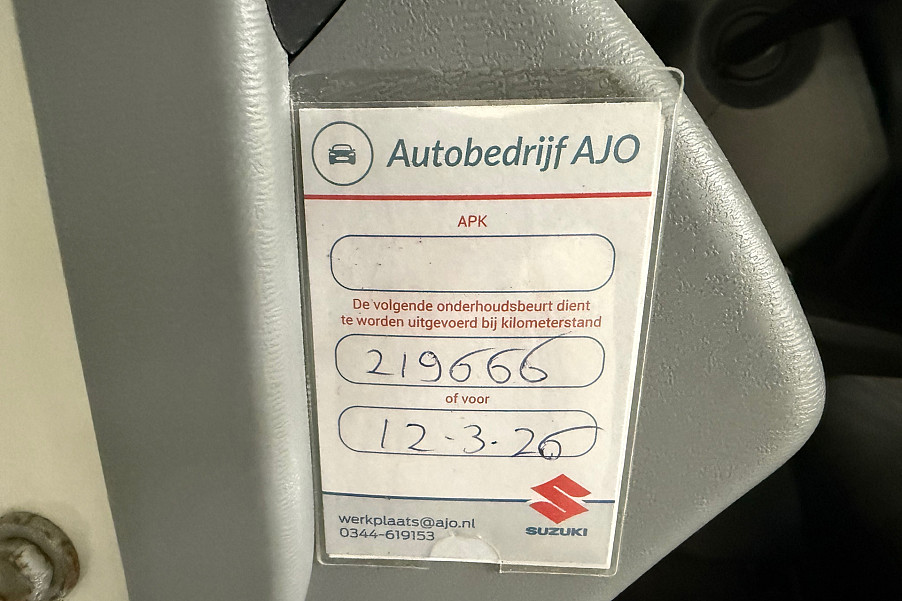 Autobedrijf AJO
APK
De volgende onderhoudsbeurt dient
te worden uitgevoerd bij kilometerstand
219666
of voor
12-3-26
werkplaats@ajo.nl
0344-619153
SUZUKI